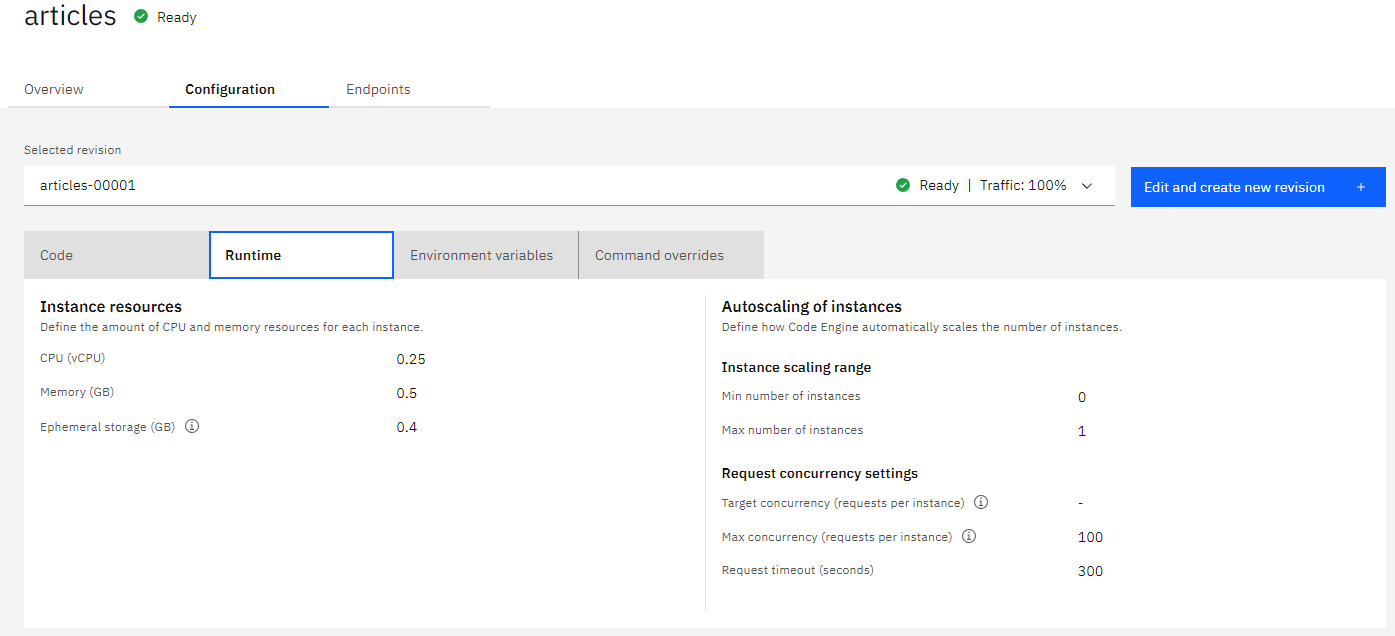 articles Ready
Overview Configuration Endpoints
Selected revision
articles-00001 Ready | Traffic: 100% Edit and create new revision +
Code Runtime Environment variables Command overrides
Instance resources
Define the amount of CPU and memory resources for each instance.
CPU (vCPU) 0.25
Memory (GB) 0.5
Ephemeral storage (GB) 0.4
Autoscaling of instances
Define how Code Engine automatically scales the number of instances.
Instance scaling range
Min number of instances 0
Max number of instances 1
Request concurrency settings
Target concurrency (requests per instance) -
Max concurrency (requests per instance) 100
Request timeout (seconds) 300